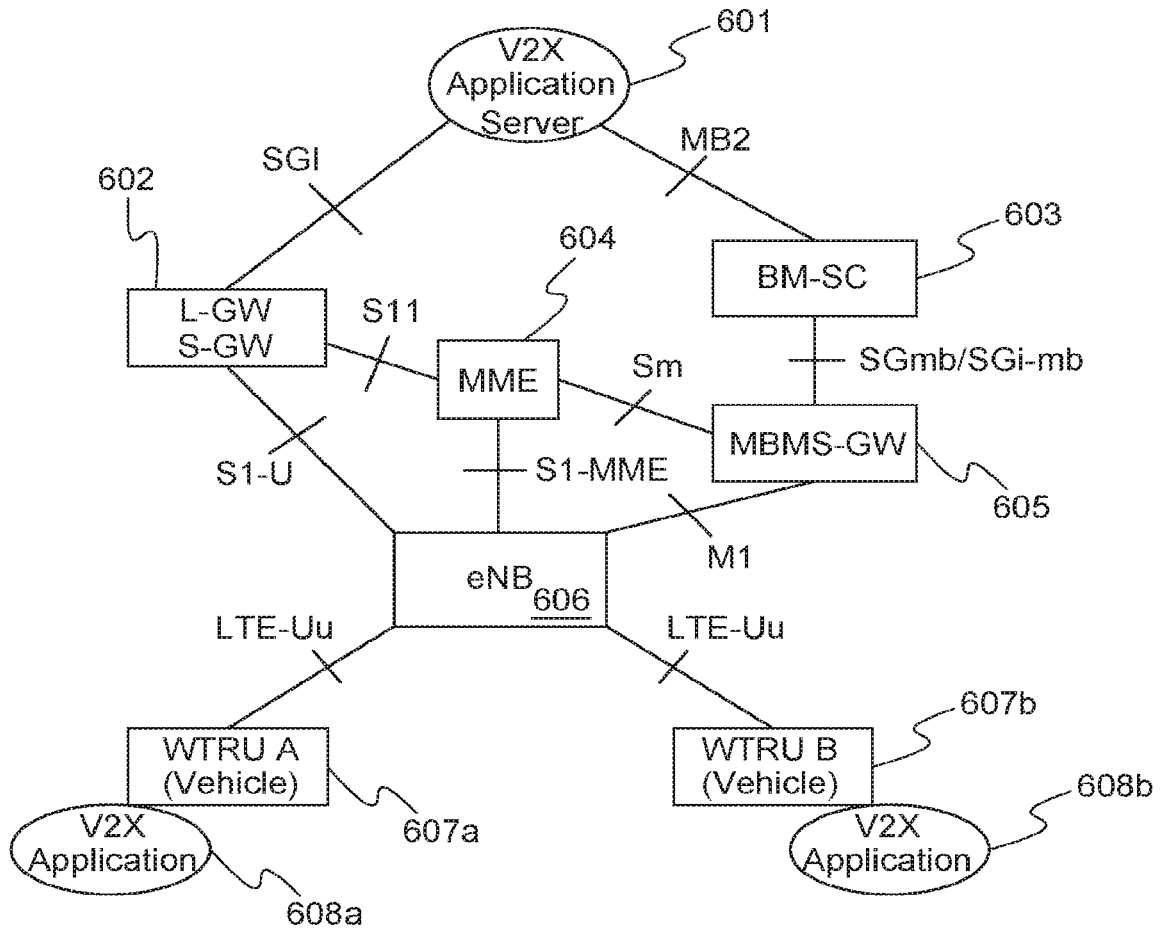 601
V2X
Application
Server
SGI
MB2
602
604
603
L-GW
S-GW
S11
MME
Sm
BM-SC
SGmb/SGi-mb
MBMS-GW
S1-U
S1-MME
605
M1
eNB
606
LTE-Uu
LTE-Uu
607b
WTRU A
(Vehicle)
WTRU B
(Vehicle)
607a
608b
V2X
Application
V2X
Application
608a